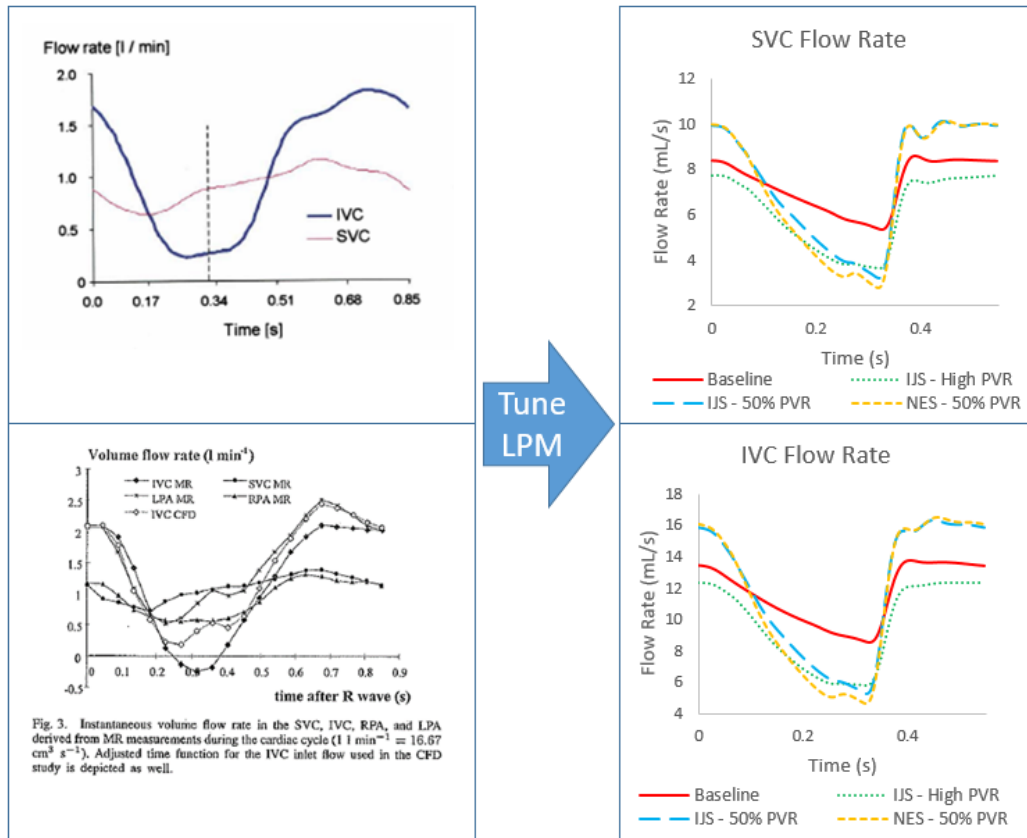 Flow rate [l / min]
2.0
1.5
1.0
0.5
0
IVC
SVC
0.0 0.17 0.34 0.51 0.68 0.85
Time [s]
Volume flow rate (l min⁻¹)
IVC MR SVC MR
LPA MR RPA MR
IVC CFD
3
2.5
2
1.5
1
0.5
0
-0.5
0 0.1 0.2 0.3 0.4 0.5 0.6 0.7 0.8 0.9
time after R wave (s)
Fig. 3. Instantaneous volume flow rate in the SVC, IVC, RPA, and LPA
derived from MR measurements during the cardiac cycle (1 l min⁻¹ = 16.67
cm³ s⁻¹). Adjusted time function for the IVC inlet flow used in the CFD
study is depicted as well.
Tune
LPM
SVC Flow Rate
Flow Rate (mL/s)
12
10
8
6
4
2
0 0.2 0.4
Time (s)
Baseline IJS - High PVR
IJS - 50% PVR NES - 50% PVR
IVC Flow Rate
Flow Rate (mL/s)
18
16
14
12
10
8
6
4
0 0.2 0.4
Time (s)
Baseline IJS - High PVR
IJS - 50% PVR NES - 50% PVR